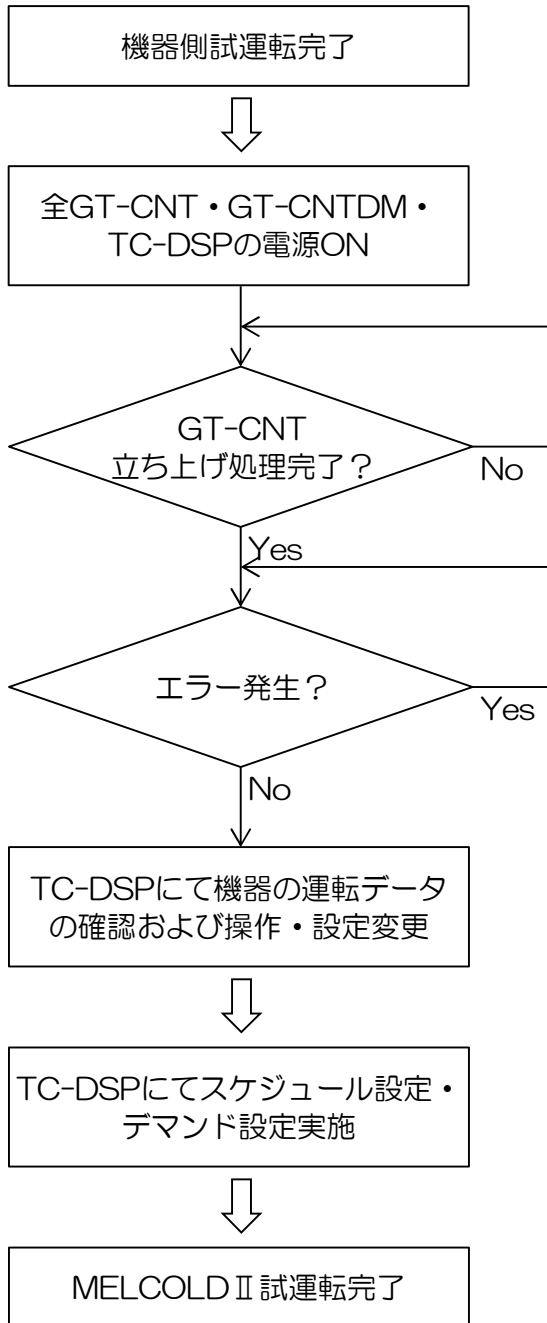 機器側試運転完了
全GT-CNT・GT-CNTDM・
TC-DSPの電源ON
GT-CNT
立ち上げ処理完了？
No
Yes
エラー発生？
Yes
No
TC-DSPにて機器の運転データ
の確認および操作・設定変更
TC-DSPにてスケジュール設定・
デマンド設定実施
MELCOLDⅡ試運転完了